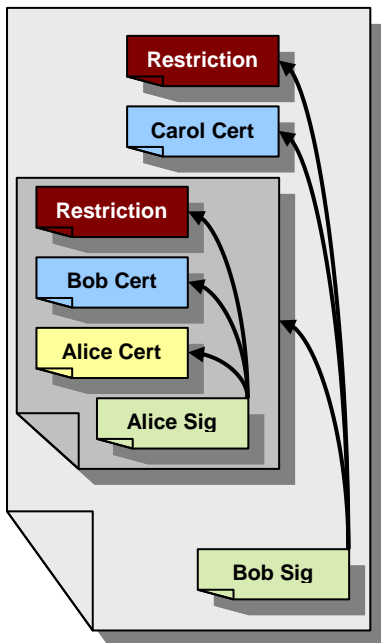 Restriction
Carol Cert
Restriction
Bob Cert
Alice Cert
Alice Sig
Bob Sig